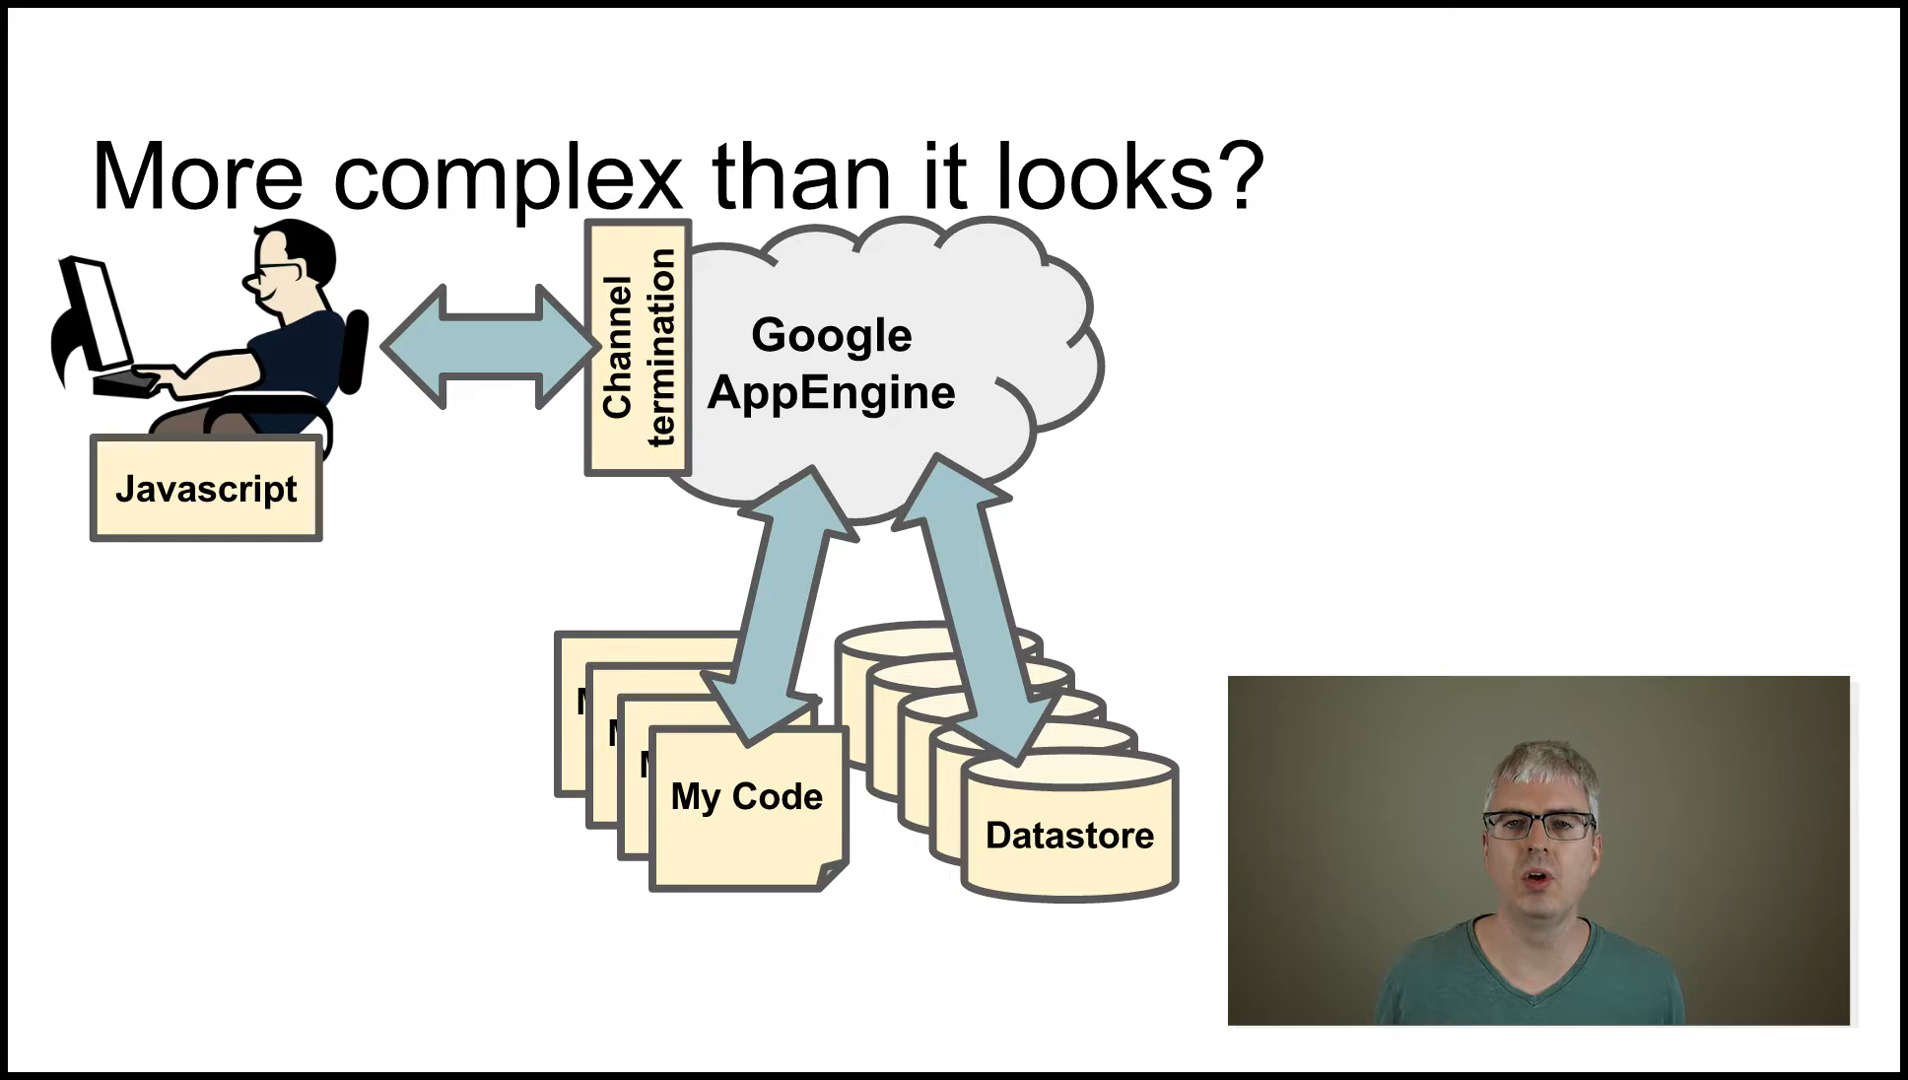 More complex than it looks?
Channel
termination
Google
AppEngine
Javascript
M
M
M
My Code
Datastore